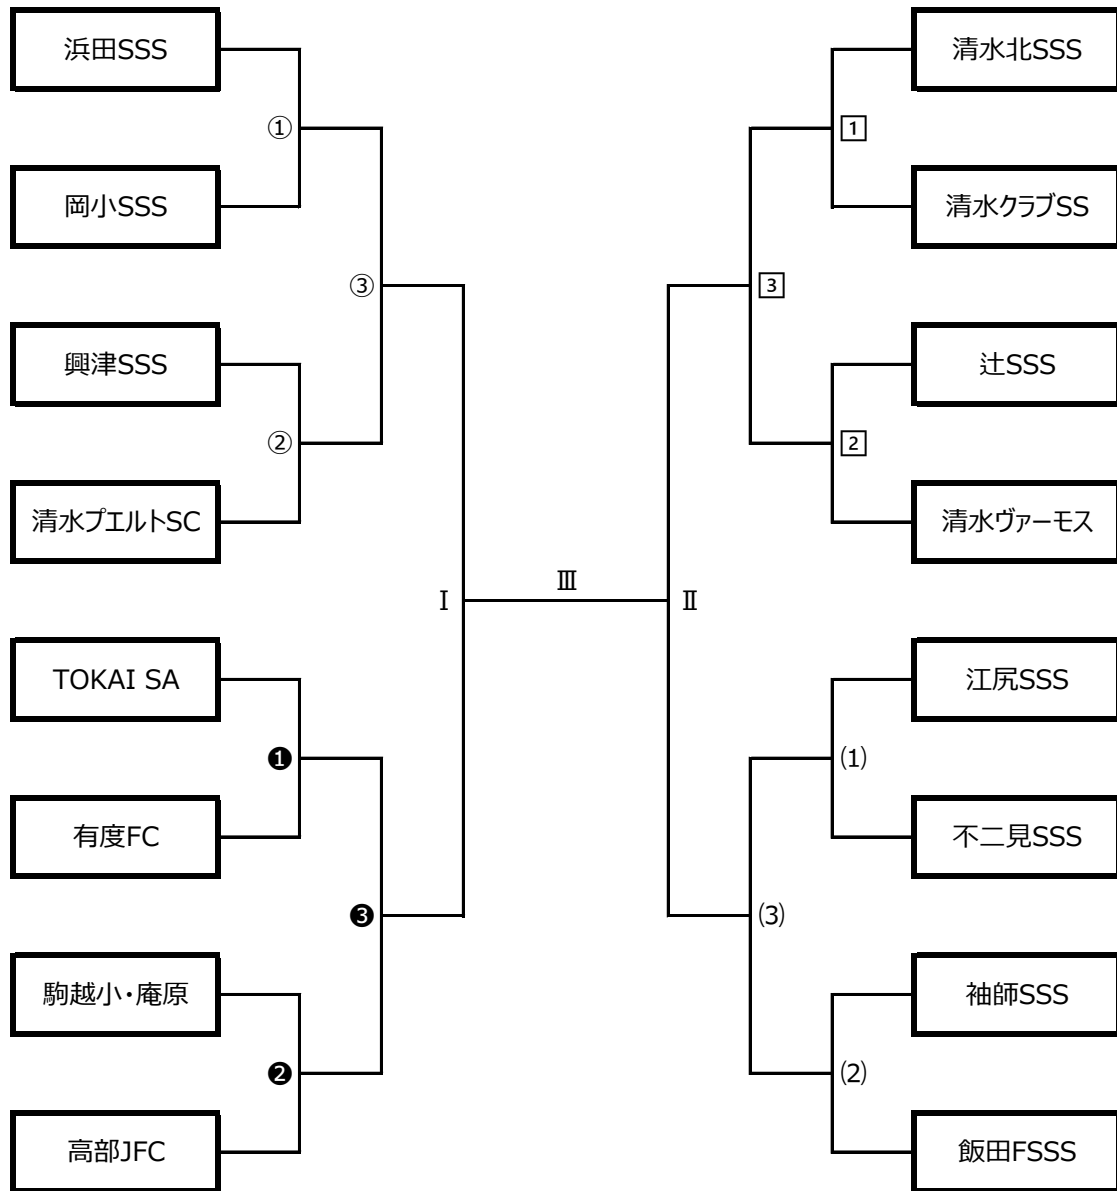 浜田SSS
清水北SSS
①
1
岡小SSS
清水クラブSS
③
3
興津SSS
辻SSS
②
2
清水プエルトSC
清水ヴァーモス
Ⅲ
Ⅰ
Ⅱ
TOKAI SA
江尻SSS
❶
⑴
有度FC
不二見SSS
❸
⑶
駒越小・庵原
袖師SSS
❷
⑵
高部JFC
飯田FSSS